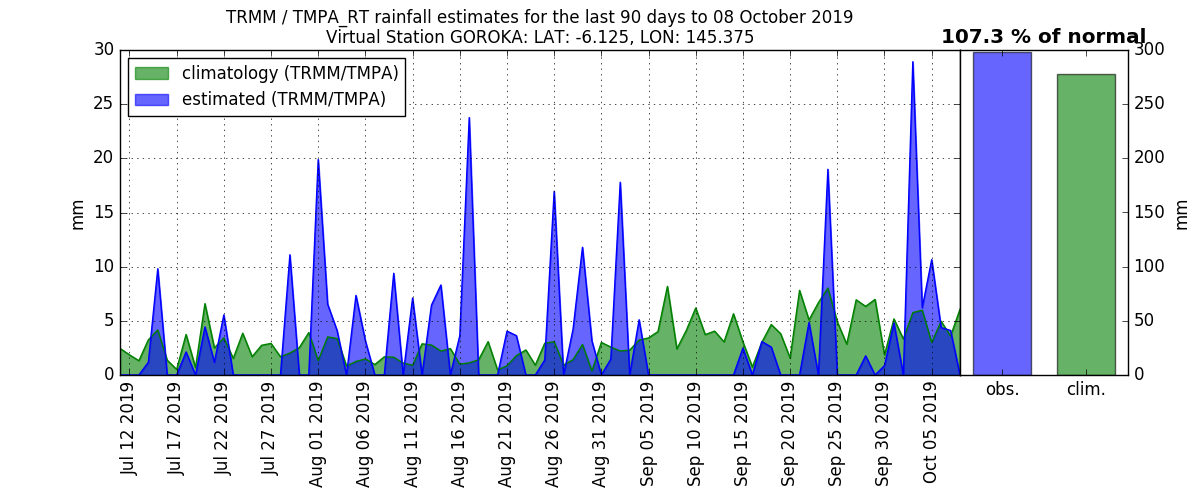 TRMM / TMPA_RT rainfall estimates for the last 90 days to 08 October 2019
Virtual Station GOROKA: LAT: -6.125, LON: 145.375
107.3 % of normal
climatology (TRMM/TMPA)
estimated (TRMM/TMPA)
30
25
20
15
10
5
0
mm
Jul 12 2019
Jul 17 2019
Jul 22 2019
Jul 27 2019
Aug 01 2019
Aug 06 2019
Aug 11 2019
Aug 16 2019
Aug 21 2019
Aug 26 2019
Aug 31 2019
Sep 05 2019
Sep 10 2019
Sep 15 2019
Sep 20 2019
Sep 25 2019
Sep 30 2019
Oct 05 2019
obs.
clim.
300
250
200
150
100
50
0
mm